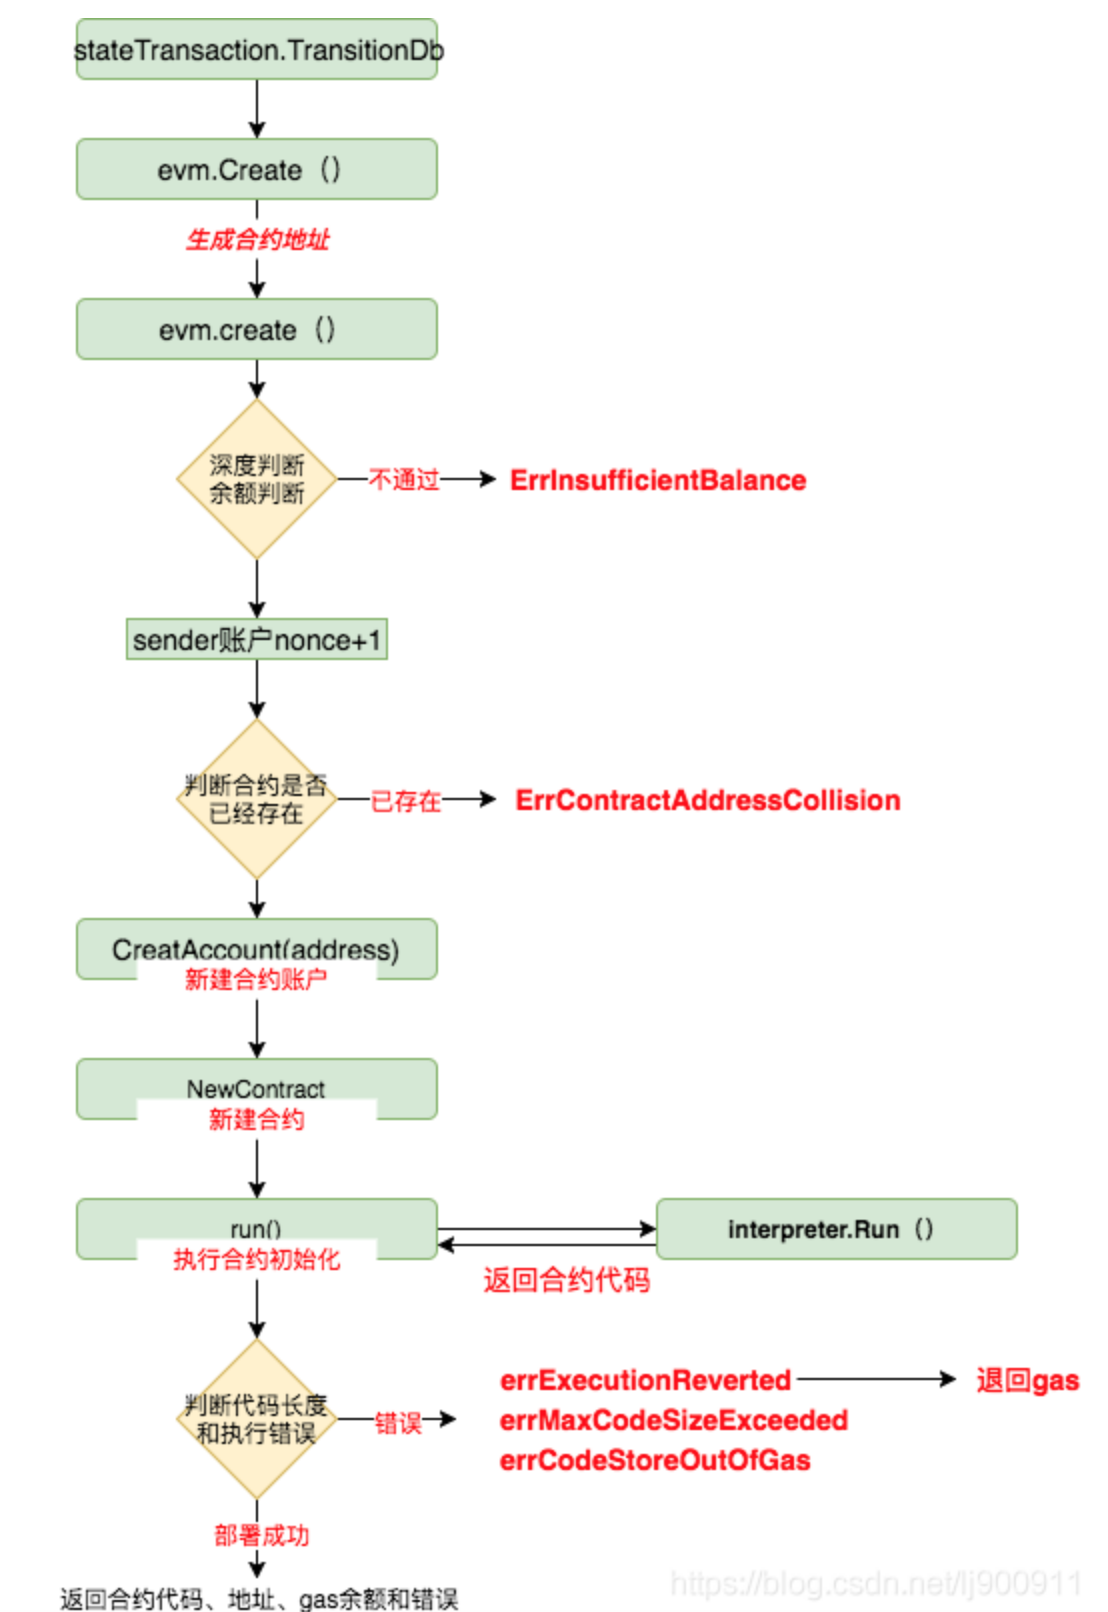 stateTransaction.TransitionDb
evm.Create（）
生成合约地址
evm.create（）
深度判断
余额判断
不通过
ErrInsufficientBalance
sender账户nonce+1
判断合约是否
已经存在
已存在
ErrContractAddressCollision
CreatAccount(address)
新建合约账户
NewContract
新建合约
run()
执行合约初始化
interpreter.Run（）
返回合约代码
判断代码长度
和执行错误
错误
errExecutionReverted
退回gas
errMaxCodeSizeExceeded
errCodeStoreOutOfGas
部署成功
返回合约代码、地址、gas余额和错误
https://blog.csdn.net/lj900911